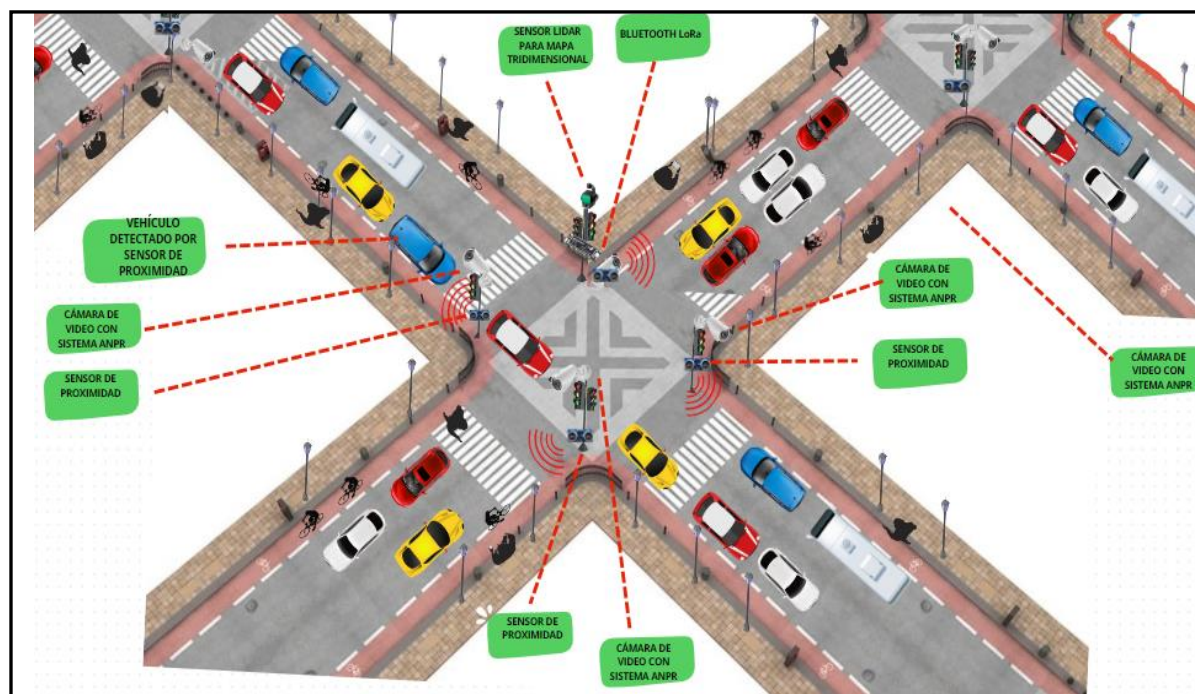 SENSOR LIDAR
PARA MAPA
TRIDIMENSIONAL
BLUETOOTH LoRa
VEHÍCULO
DETECTADO POR
SENSOR DE
PROXIMIDAD
CÁMARA DE
VIDEO CON
SISTEMA ANPR
CÁMARA DE
VIDEO CON
SISTEMA ANPR
SENSOR DE
PROXIMIDAD
SENSOR DE
PROXIMIDAD
CÁMARA DE
VIDEO CON
SISTEMA ANPR
SENSOR DE
PROXIMIDAD
CÁMARA DE
VIDEO CON
SISTEMA ANPR